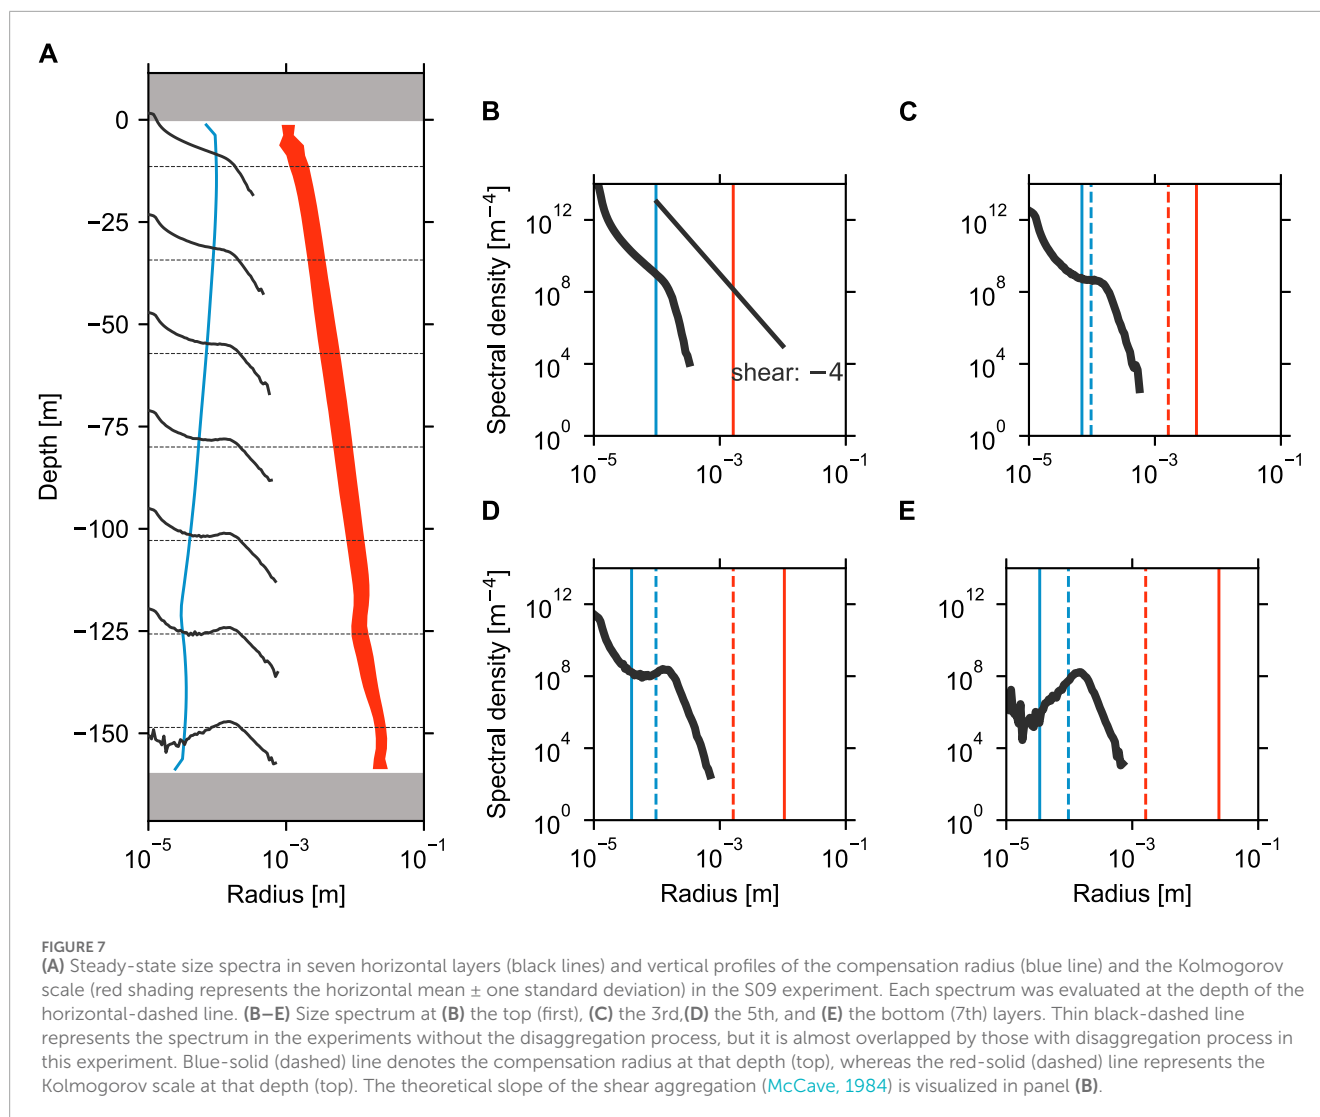 A
0
−25
−50
−75
−100
−125
−150
Depth [m]
10−5
10−3
10−1
Radius [m]
B
Spectral density [m−4]
1012
108
104
100
shear: −4
10−5
10−3
10−1
C
1012
108
104
100
10−5
10−3
10−1
D
Spectral density [m−4]
1012
108
104
100
10−5
10−3
10−1
Radius [m]
E
1012
108
104
100
10−5
10−3
10−1
Radius [m]
FIGURE 7
(A) Steady-state size spectra in seven horizontal layers (black lines) and vertical profiles of the compensation radius (blue line) and the Kolmogorov
scale (red shading represents the horizontal mean ± one standard deviation) in the S09 experiment. Each spectrum was evaluated at the depth of the
horizontal-dashed line. (B–E) Size spectrum at (B) the top (first), (C) the 3rd,(D) the 5th, and (E) the bottom (7th) layers. Thin black-dashed line
represents the spectrum in the experiments without the disaggregation process, but it is almost overlapped by those with disaggregation process in
this experiment. Blue-solid (dashed) line denotes the compensation radius at that depth (top), whereas the red-solid (dashed) line represents the
Kolmogorov scale at that depth (top). The theoretical slope of the shear aggregation (McCave, 1984) is visualized in panel (B).